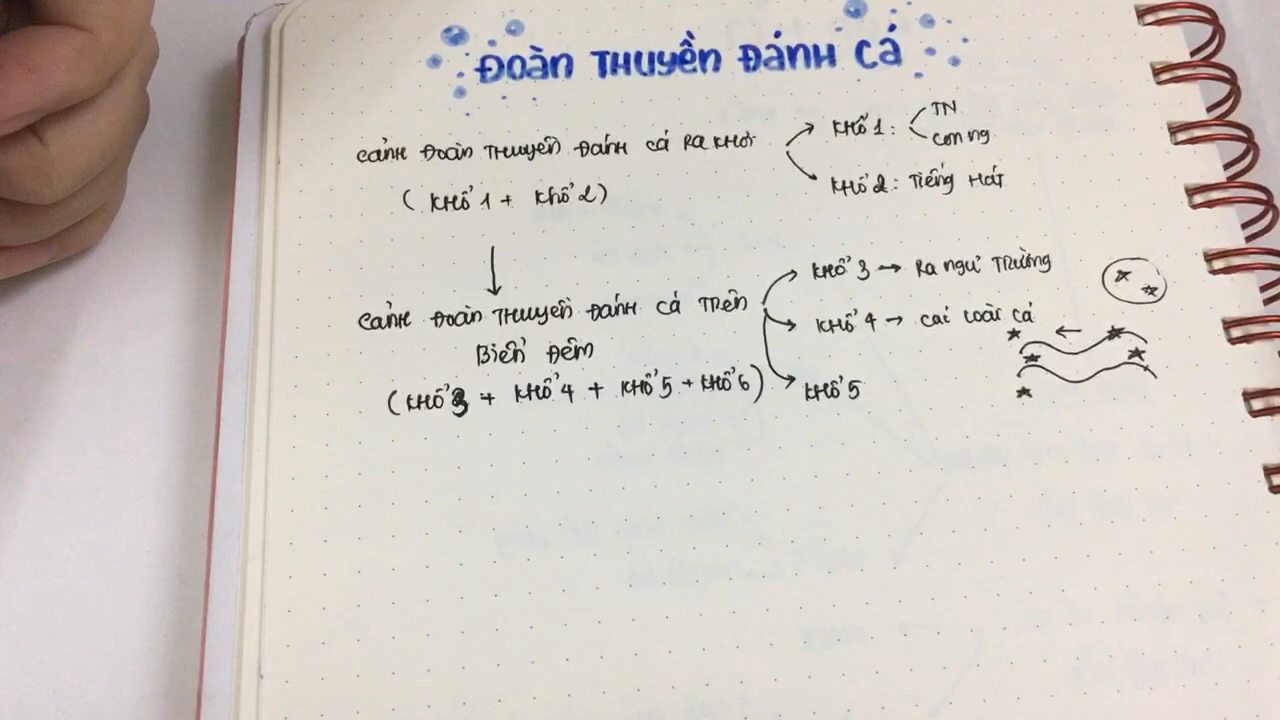 Đoàn Thuyền Đánh Cá
Cảnh Đoàn Thuyền Đánh Cá Ra Khơi
(Khổ 1 + Khổ 2)
Khổ 1: TN
con ng
Khổ 2: Tiếng Hát
Cảnh Đoàn Thuyền Đánh Cá Trên
Biển Đêm
(Khổ 3 + Khổ 4 + Khổ 5 + Khổ 6)
Khổ 3 → Ra ngư Trường
Khổ 4 → Các Loài Cá
Khổ 5